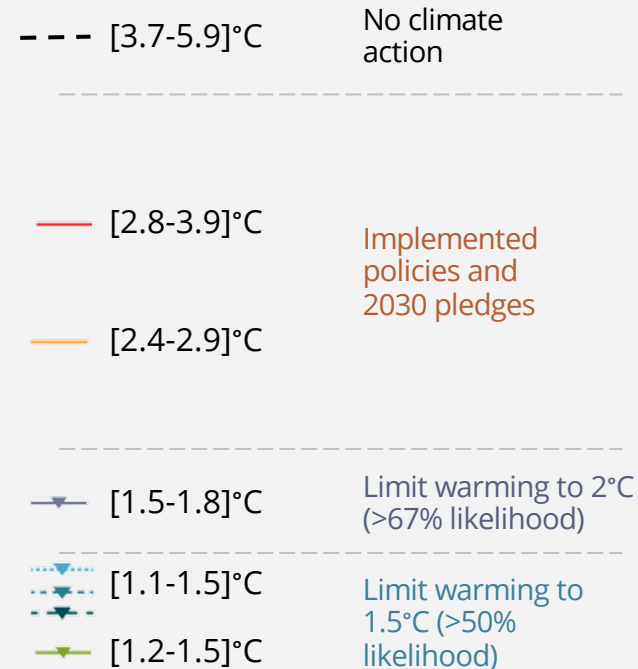 [3.7-5.9]°C
No climate
action
[2.8-3.9]°C
Implemented
policies and
2030 pledges
[2.4-2.9]°C
[1.5-1.8]°C
Limit warming to 2°C
(>67% likelihood)
[1.1-1.5]°C
Limit warming to
1.5°C (>50%
likelihood)
[1.2-1.5]°C